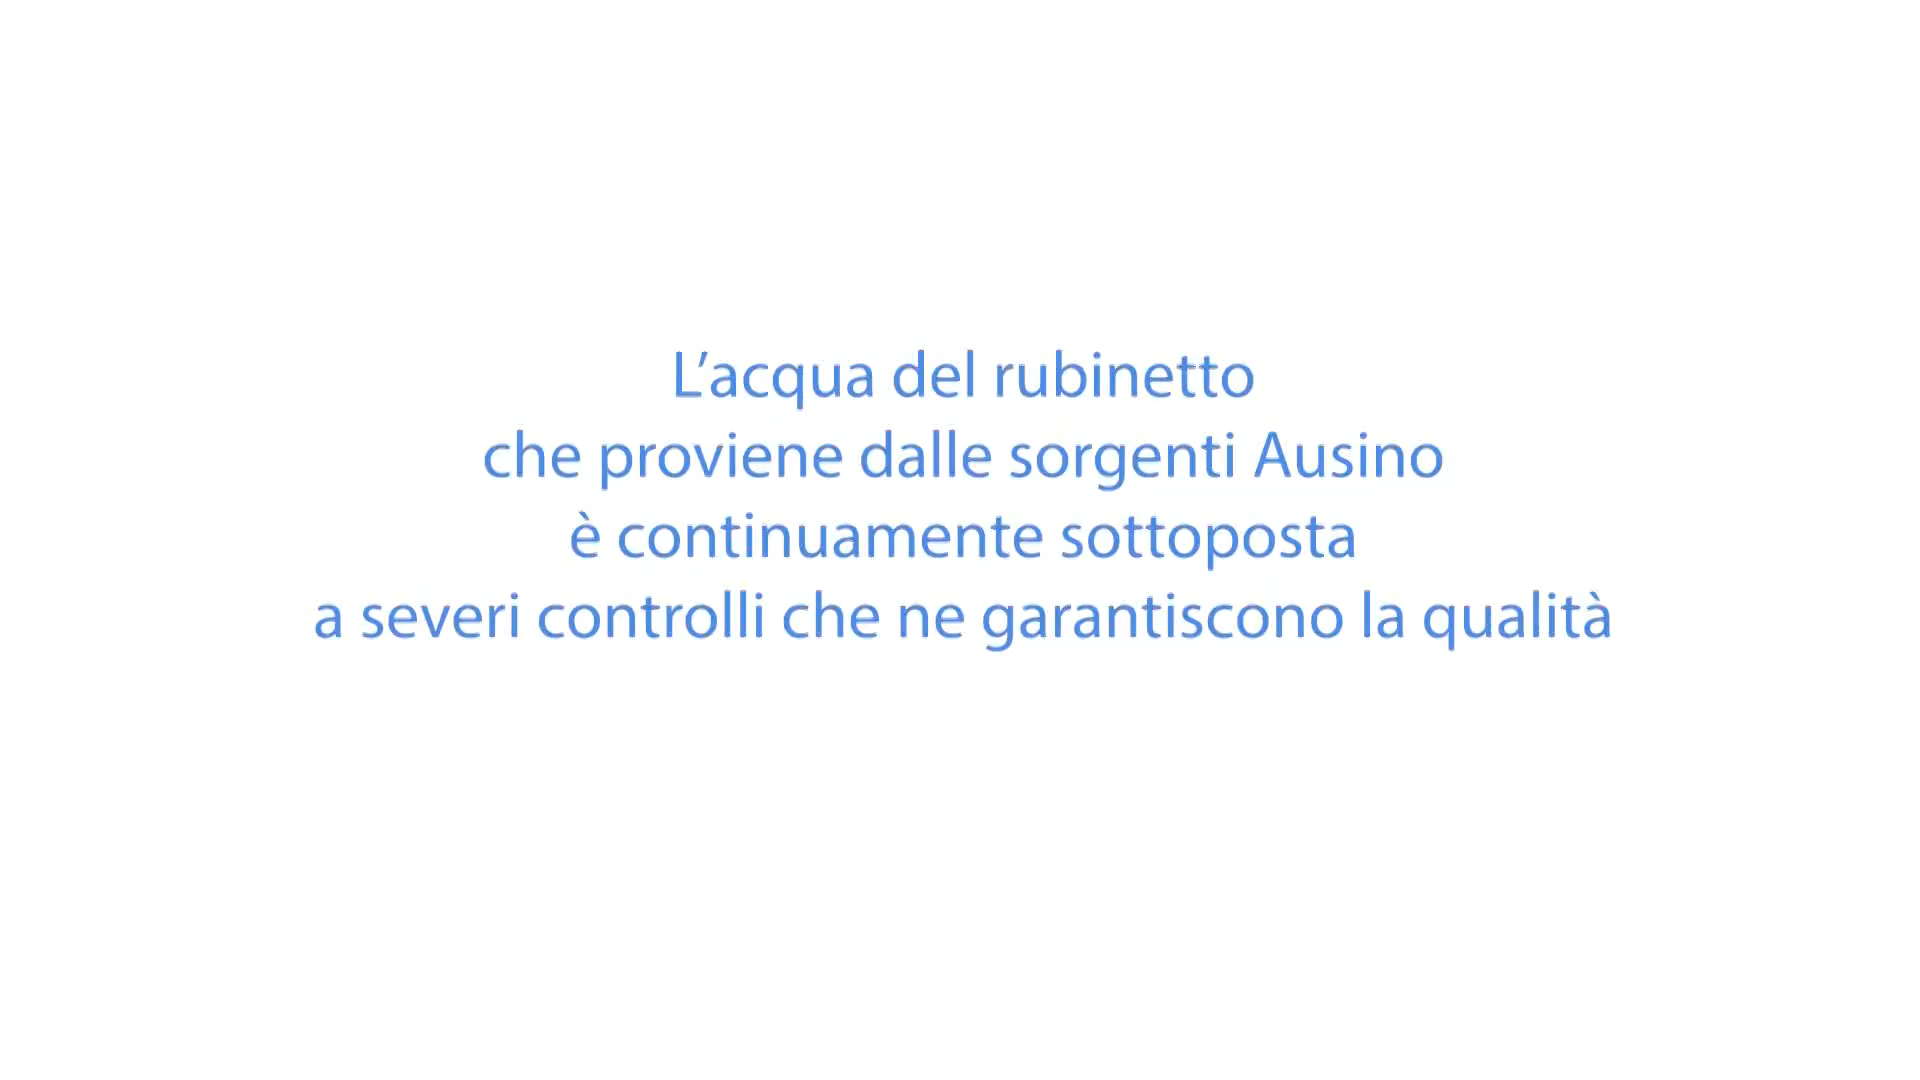 L’acqua del rubinetto
che proviene dalle sorgenti Ausino
è continuamente sottoposta
a severi controlli che ne garantiscono la qualità